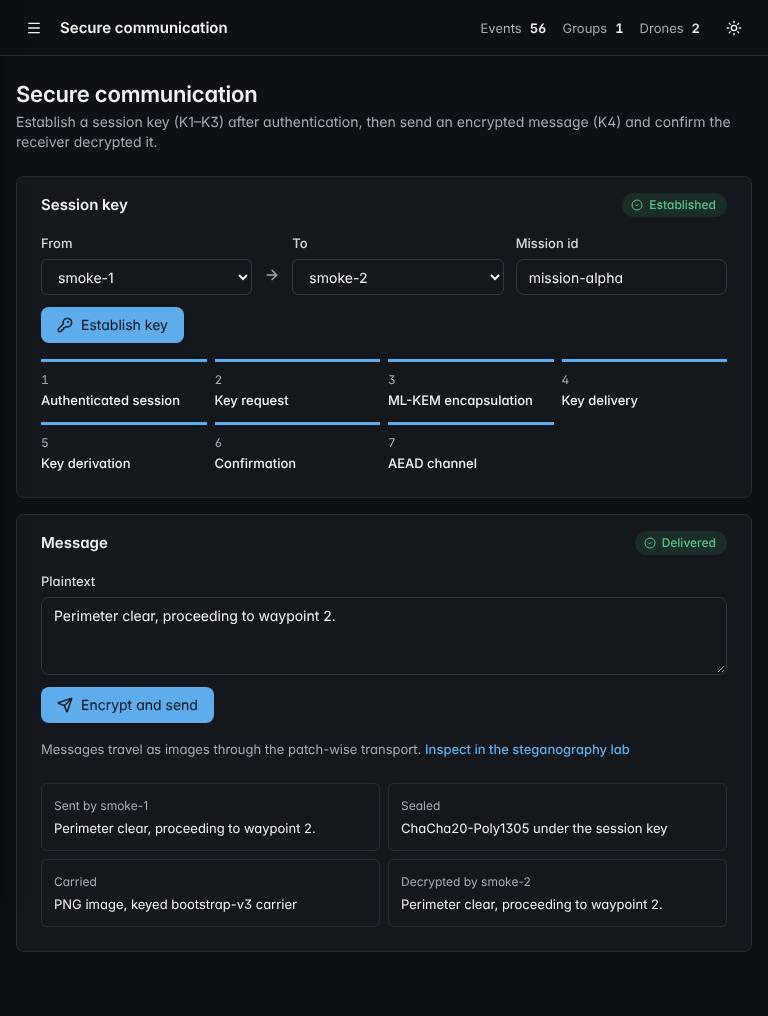 Secure communication
Events 56 Groups 1 Drones 2
Secure communication
Establish a session key (K1–K3) after authentication, then send an encrypted message (K4) and confirm the
receiver decrypted it.
Session key
Established
From
To
Mission id
smoke-1
smoke-2
mission-alpha
Establish key
1
2
3
4
Authenticated session
Key request
ML-KEM encapsulation
Key delivery
5
6
7
Key derivation
Confirmation
AEAD channel
Message
Delivered
Plaintext
Perimeter clear, proceeding to waypoint 2.
Encrypt and send
Messages travel as images through the patch-wise transport. Inspect in the steganography lab
Sent by smoke-1
Perimeter clear, proceeding to waypoint 2.
Sealed
ChaCha20-Poly1305 under the session key
Carried
PNG image, keyed bootstrap-v3 carrier
Decrypted by smoke-2
Perimeter clear, proceeding to waypoint 2.